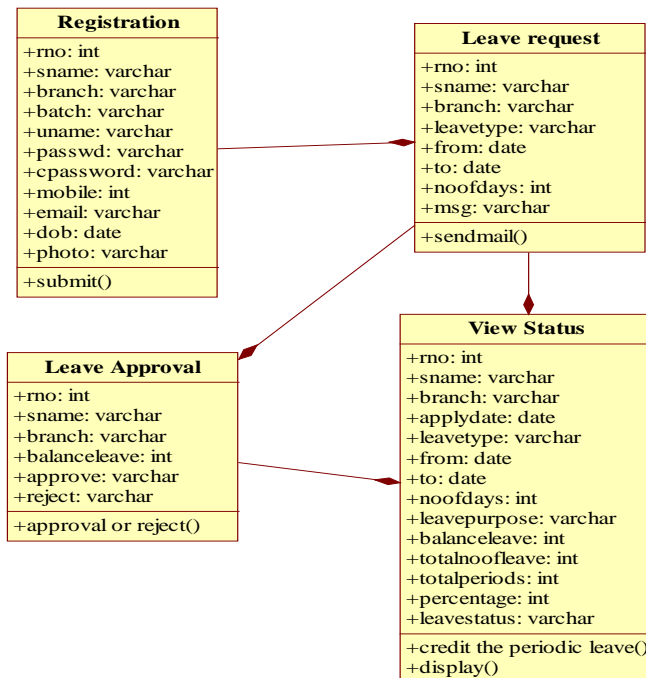 Registration
+rno: int
+sname: varchar
+branch: varchar
+batch: varchar
+uname: varchar
+passwd: varchar
+cpassword: varchar
+mobile: int
+email: varchar
+dob: date
+photo: varchar
+submit()
Leave request
+rno: int
+sname: varchar
+branch: varchar
+leavetype: varchar
+from: date
+to: date
+noofdays: int
+msg: varchar
+sendmail()
Leave Approval
+rno: int
+sname: varchar
+branch: varchar
+balanceleave: int
+approve: varchar
+reject: varchar
+approval or reject()
View Status
+rno: int
+sname: varchar
+branch: varchar
+applydate: date
+leavetype: varchar
+from: date
+to: date
+noofdays: int
+leavepurpose: varchar
+balanceleave: int
+totalnoofleave: int
+totalperiods: int
+percentage: int
+leavestatus: varchar
+credit the periodic leave()
+display()